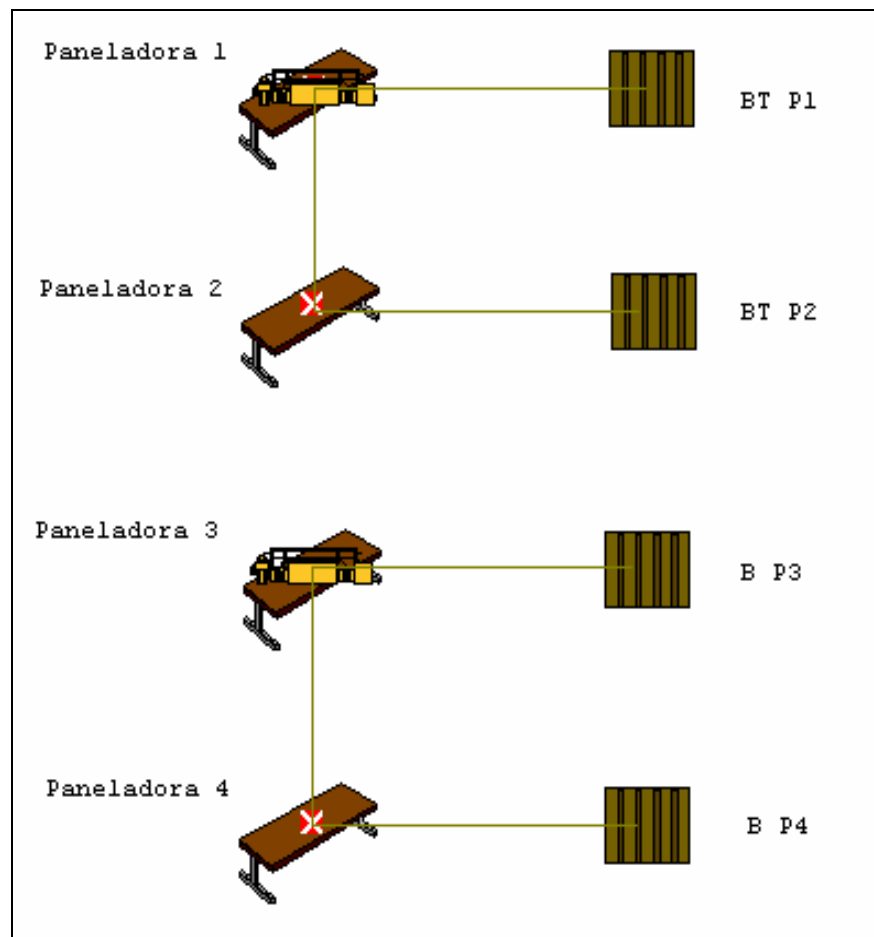 Paneladora 1
BT P1
Paneladora 2
BT P2
Paneladora 3
B P3
Paneladora 4
B P4